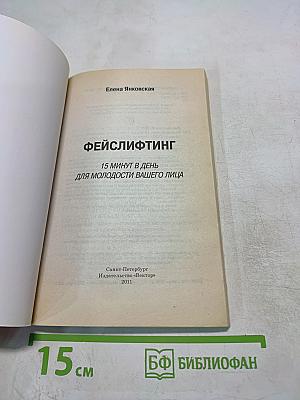 Елена Янковская
ФЕЙСЛИФТИНГ
15 МИНУТ В ДЕНЬ
ДЛЯ МОЛОДОСТИ ВАШЕГО ЛИЦА
Санкт-Петербург
Издательство «Вектор»
2011
15 см
БФ БИБЛИОФАН